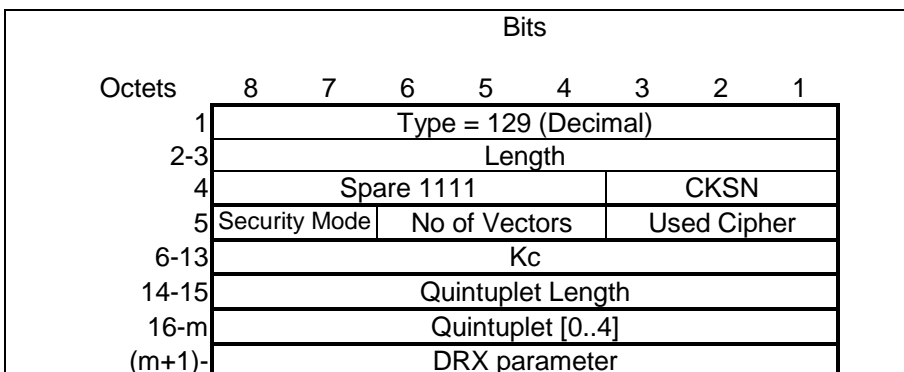 Bits
Octets 8 7 6 5 4 3 2 1
1 Type = 129 (Decimal)
2-3 Length
4 Spare 1111 CKSN
5 Security Mode No of Vectors Used Cipher
6-13 Kc
14-15 Quintuplet Length
16-m Quintuplet [0..4]
(m+1)- DRX parameter